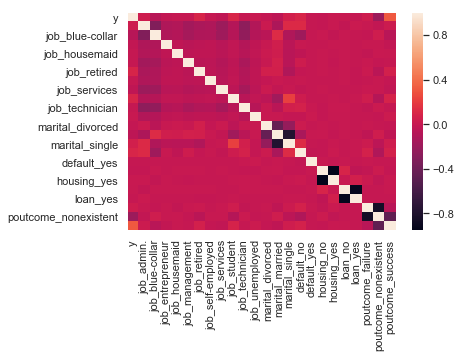 y
job_blue-collar
job_housemaid
job_retired
job_services
job_technician
marital_divorced
marital_single
default_yes
housing_yes
loan_yes
poutcome_nonexistent
y
job_admin.
job_blue-collar
job_entrepreneur
job_housemaid
job_management
job_retired
job_self-employed
job_services
job_student
job_technician
job_unemployed
marital_divorced
marital_married
marital_single
default_no
default_yes
housing_no
housing_yes
loan_no
loan_yes
poutcome_failure
poutcome_nonexistent
poutcome_success
0.8
0.4
0.0
−0.4
−0.8